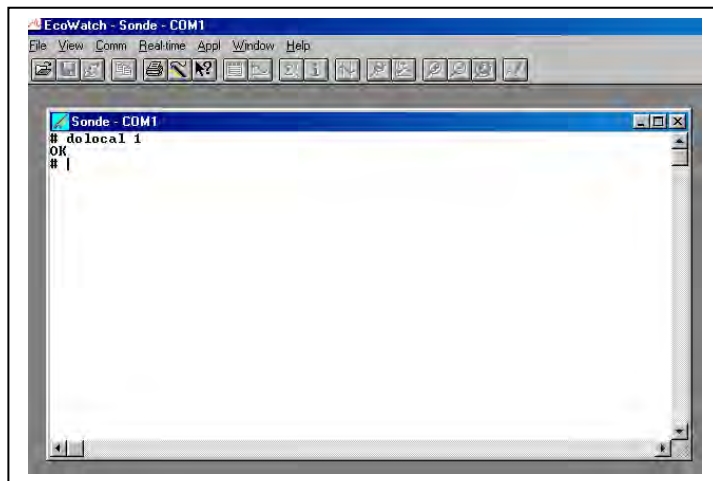 EcoWatch - Sonde - COM1
File View Comm Real-time Appl Window Help
Sonde - COM1
# dolocal 1
OK
#